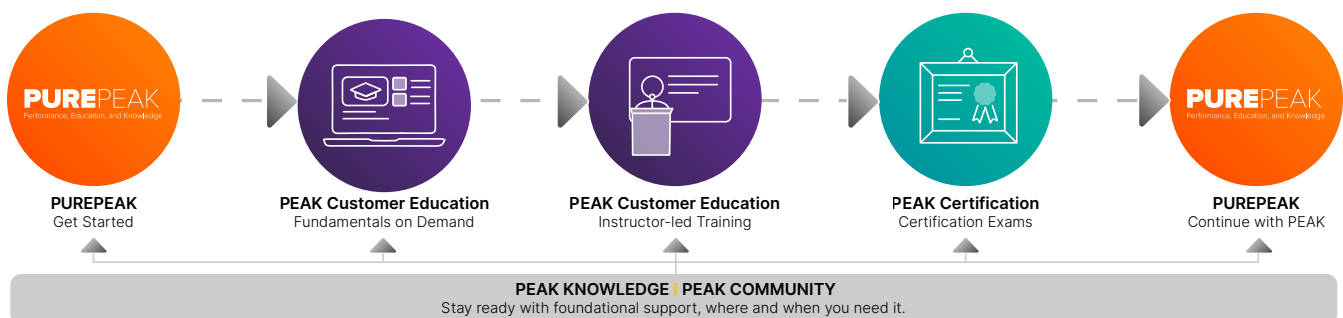 PUREPEAK
Performance, Education, and Knowledge
PUREPEAK
Performance, Education, and Knowledge
PUREPEAK
Get Started
PEAK Customer Education
Fundamentals on Demand
PEAK Customer Education
Instructor-led Training
PEAK Certification
Certification Exams
PUREPEAK
Continue with PEAK
PEAK KNOWLEDGE | PEAK COMMUNITY
Stay ready with foundational support, where and when you need it.